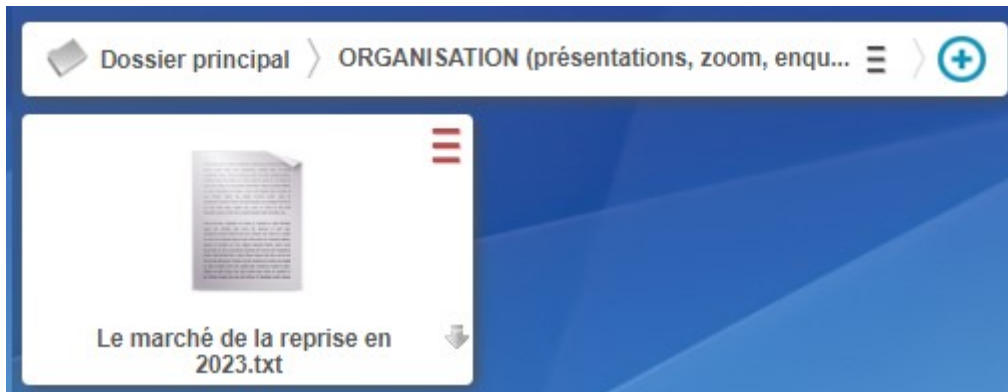 Dossier principal
ORGANISATION (présentations, zoom, enqu...
Le marché de la reprise en
2023.txt